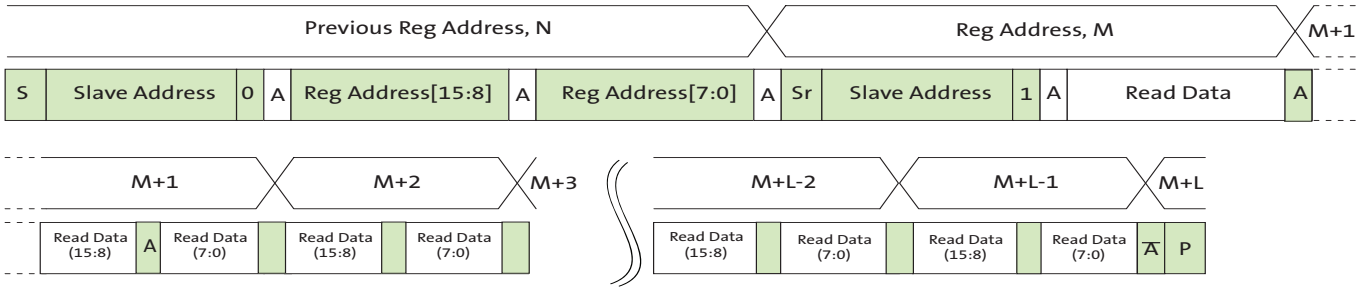 Previous Reg Address, N Reg Address, M M+1
S Slave Address 0 A Reg Address[15:8] A Reg Address[7:0] A Sr Slave Address 1 A Read Data A
M+1 M+2 M+3 M+L-2 M+L-1 M+L
Read Data (15:8) A Read Data (7:0) Read Data (15:8) Read Data (7:0) Read Data (15:8) Read Data (7:0) Read Data (15:8) Read Data (7:0) A̅ P